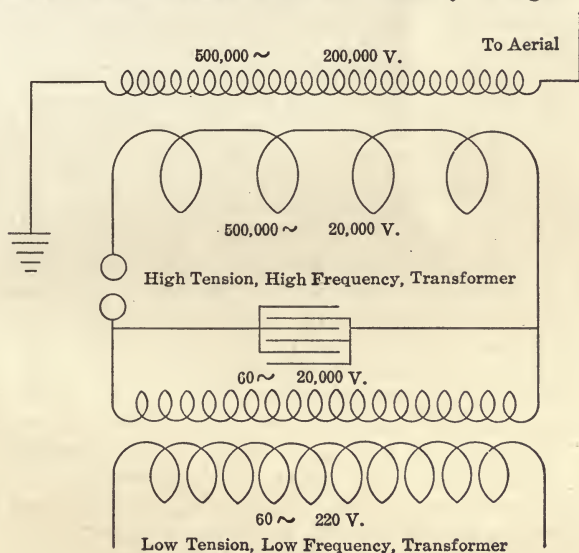 To Aerial
500,000 ~ 200,000 V.
500,000 ~ 20,000 V.
High Tension, High Frequency, Transformer
60 ~ 20,000 V.
60 ~ 220 V.
Low Tension, Low Frequency, Transformer